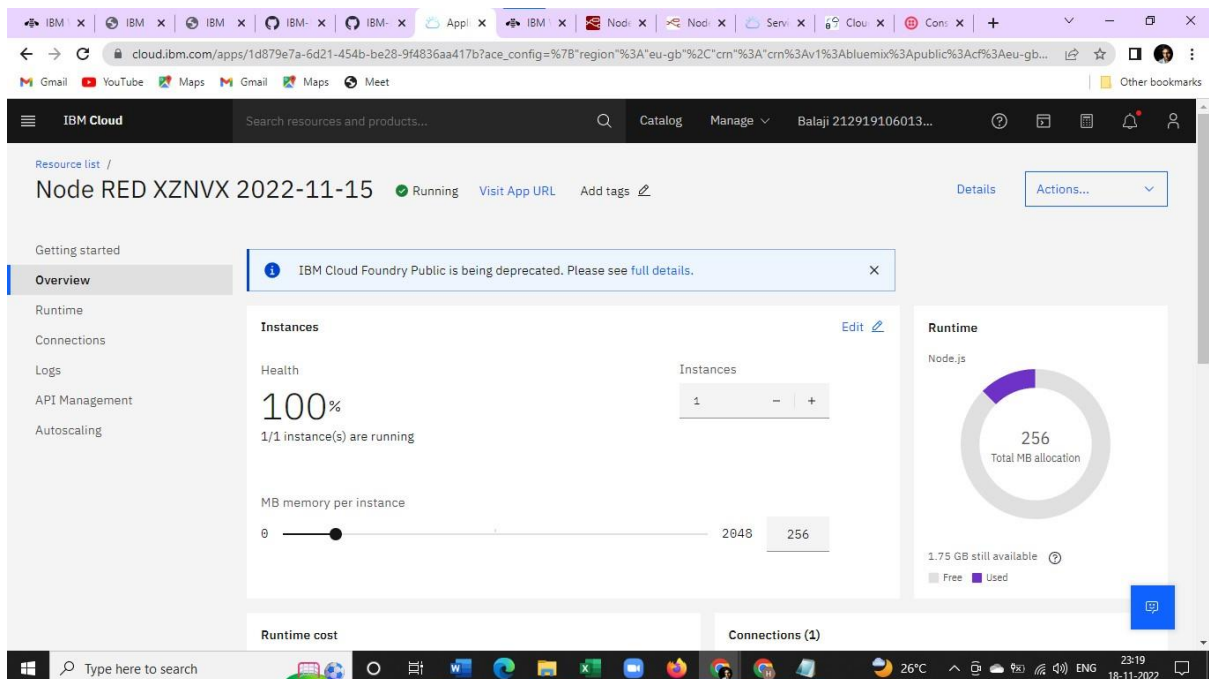 IBM
IBM
IBM
IBM-
IBM-
Appl
IBM
Node
Node
Servi
Clou
Cons
cloud.ibm.com/apps/1d879e7a-6d21-454b-be28-9f4836aa417b?ace_config=%7B"region"%3A"eu-gb"%2C"crn"%3A"crn%3Av1%3Abluemix%3Apublic%3Acf%3Aeu-gb...
Gmail YouTube Maps Gmail Maps Meet Other bookmarks
IBM Cloud Search resources and products... Catalog Manage Balaji 212919106013...
Resource list /
Node RED XZNVX 2022-11-15 Running Visit App URL Add tags Details Actions...
Getting started
Overview
Runtime
Connections
Logs
API Management
Autoscaling
IBM Cloud Foundry Public is being deprecated. Please see full details.
Instances Edit
Health
100%
1/1 instance(s) are running
Instances
1 - +
MB memory per instance
0 2048 256
Runtime
Node.js
256
Total MB allocation
1.75 GB still available
Free Used
Runtime cost
Connections (1)
Type here to search
26°C ENG 23:19
18-11-2022